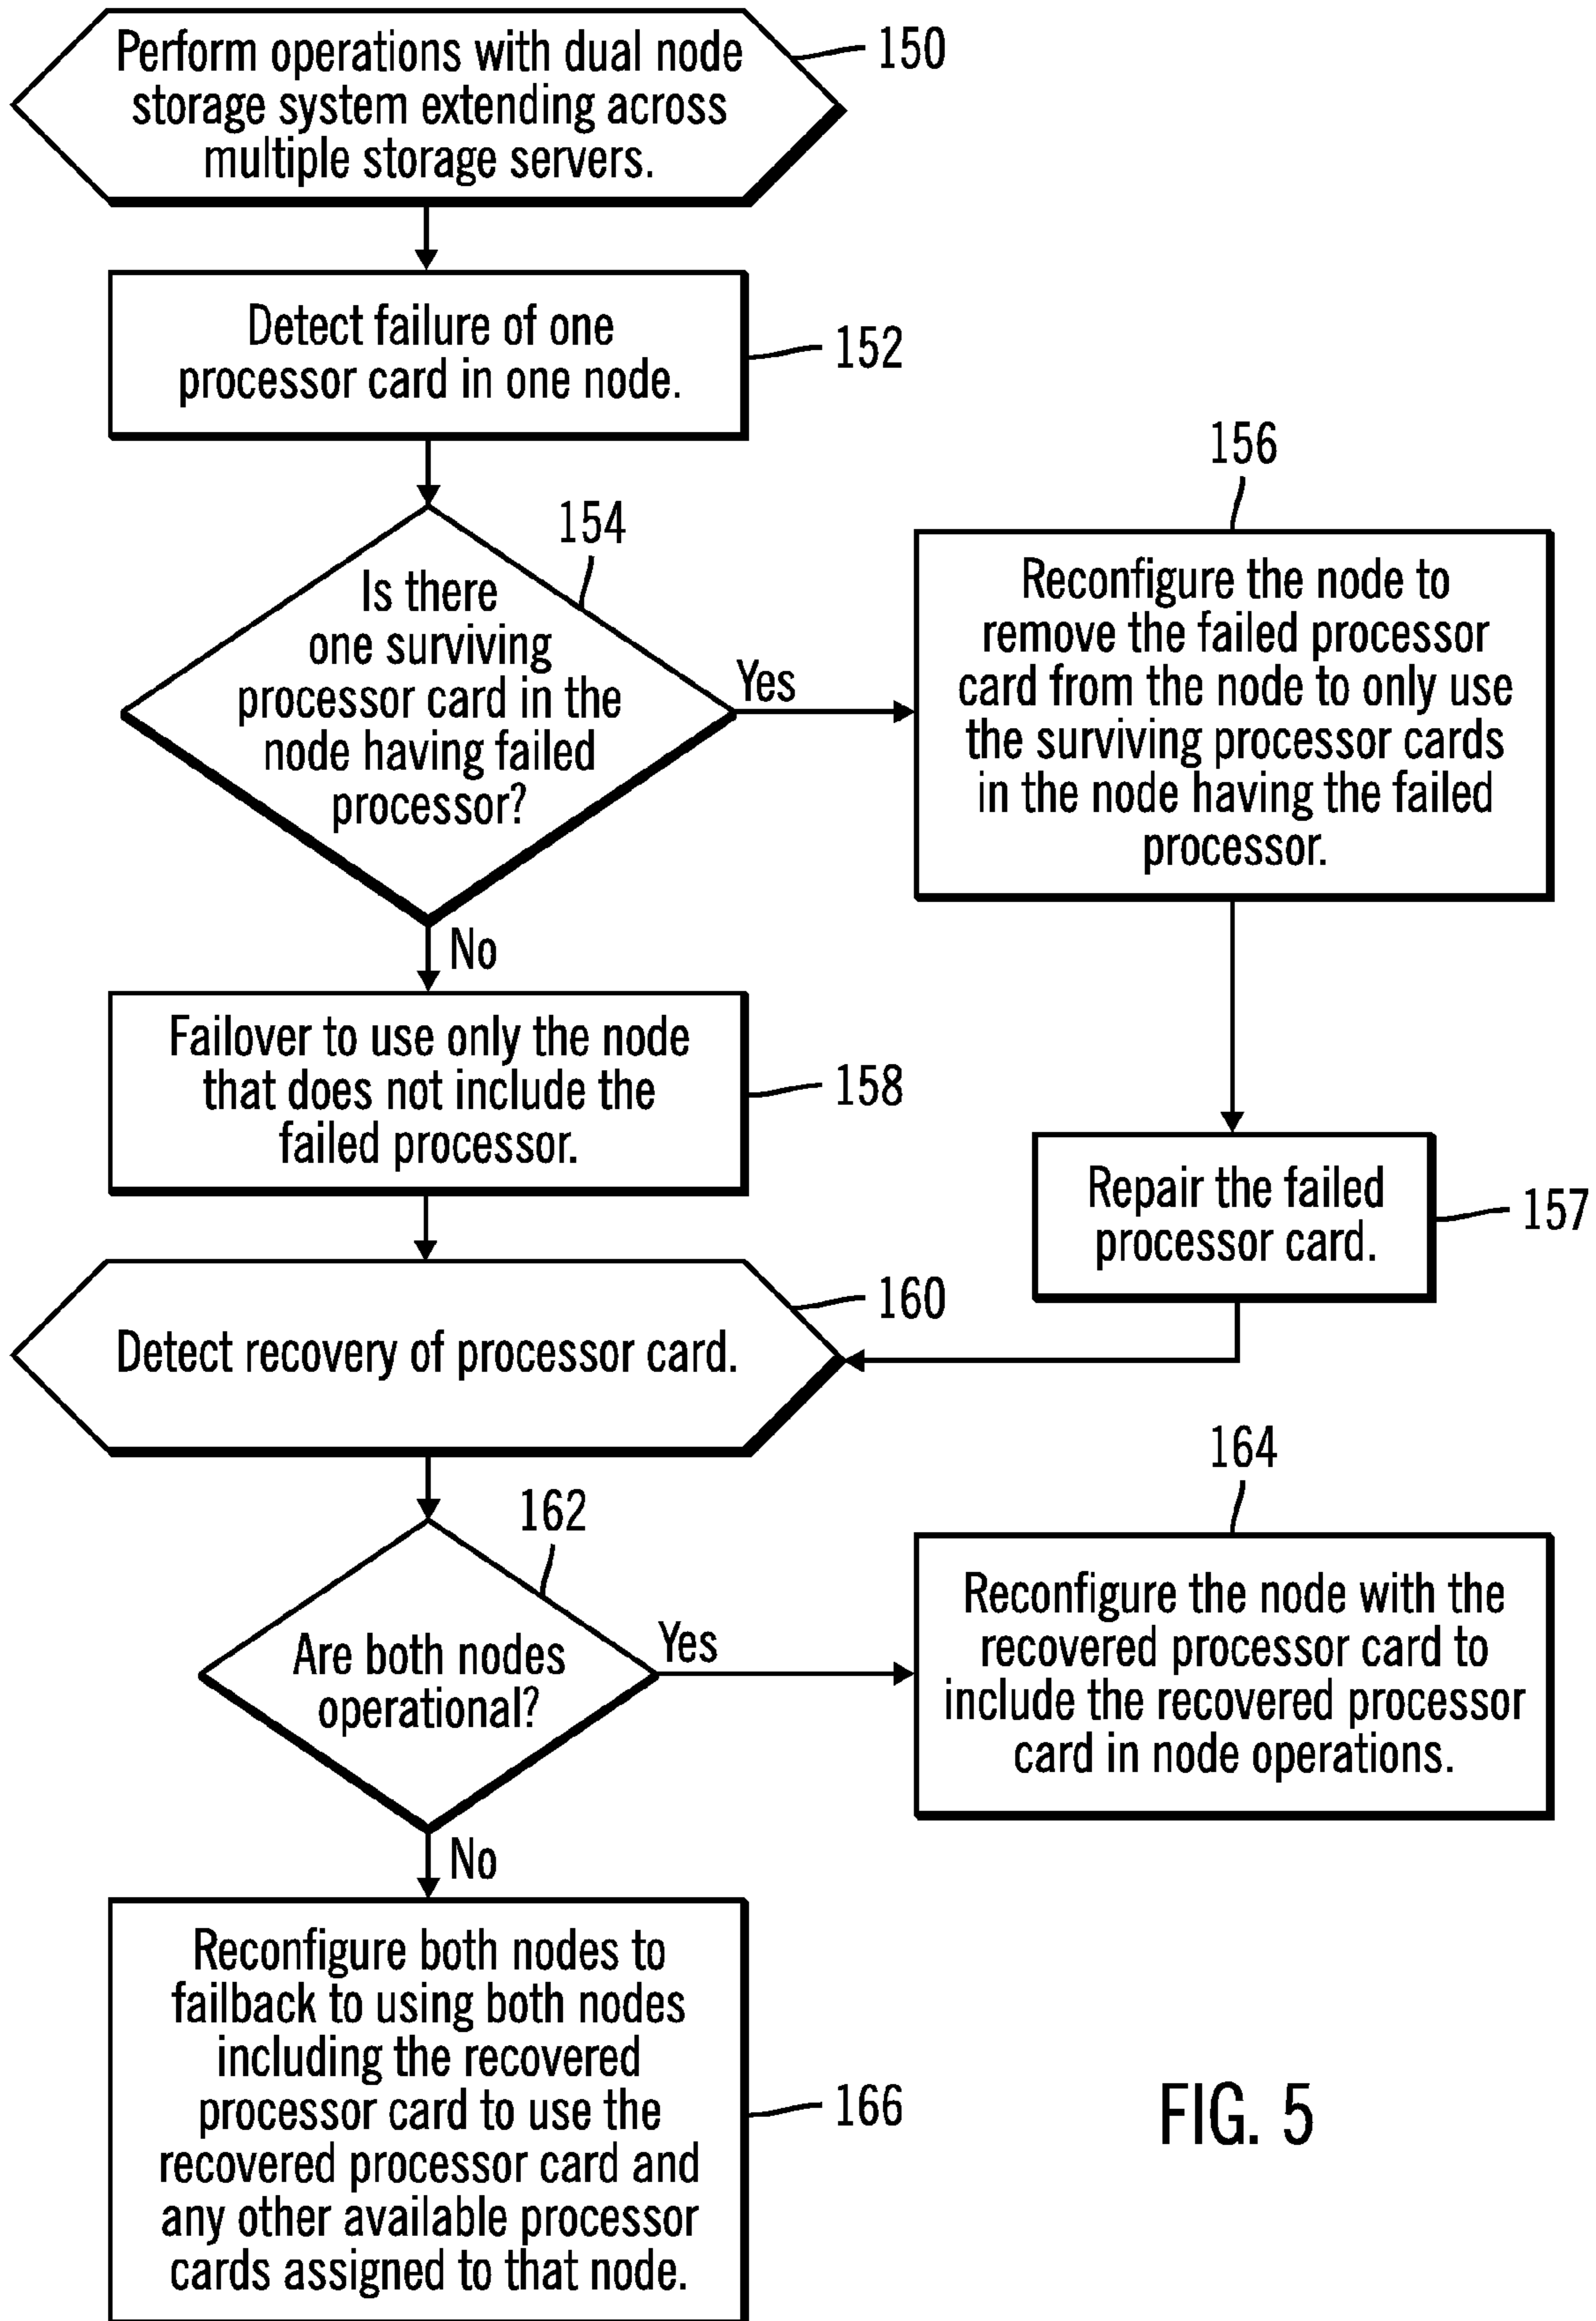 Perform operations with dual node
storage system extending across
multiple storage servers.
150
Detect failure of one
processor card in one node.
152
154
Is there
one surviving
processor card in the
node having failed
processor?
Yes
No
156
Reconfigure the node to
remove the failed processor
card from the node to only use
the surviving processor cards
in the node having the failed
processor.
Failover to use only the node
that does not include the
failed processor.
158
Repair the failed
processor card.
157
Detect recovery of processor card.
160
162
Are both nodes
operational?
Yes
No
164
Reconfigure the node with the
recovered processor card to
include the recovered processor
card in node operations.
Reconfigure both nodes to
failback to using both nodes
including the recovered
processor card to use the
recovered processor card and
any other available processor
cards assigned to that node.
166
FIG. 5